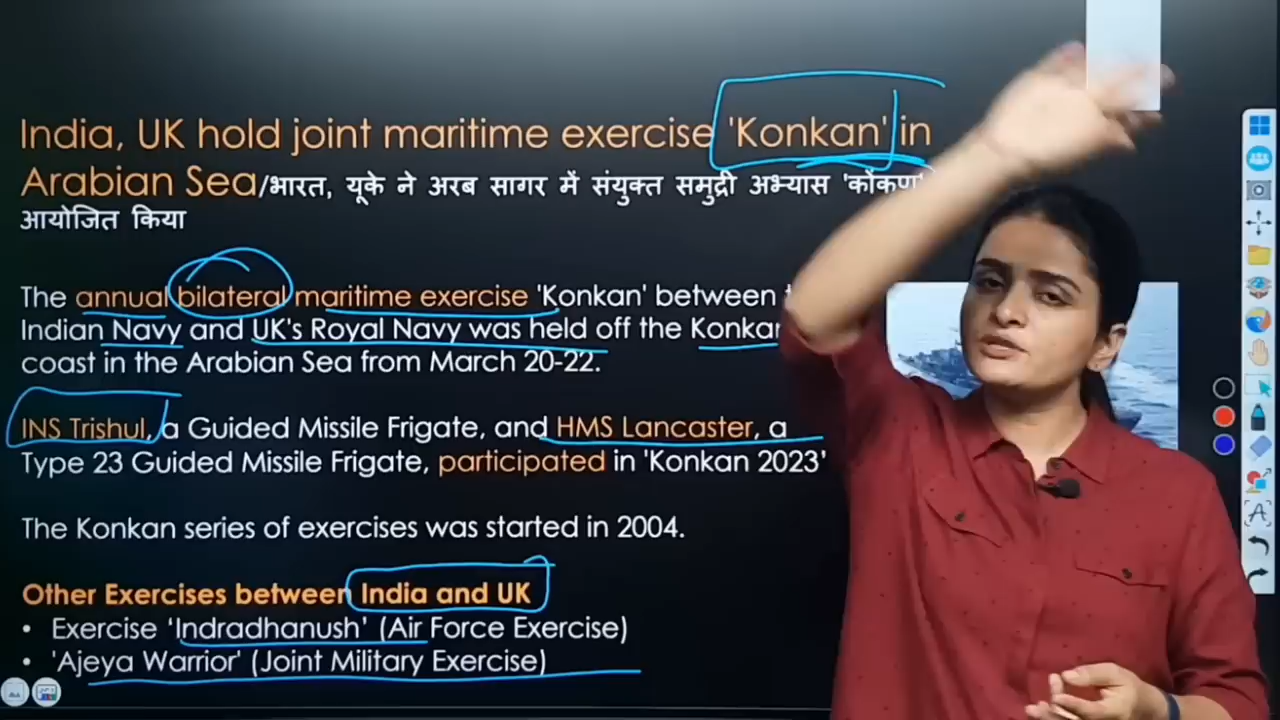 India, UK hold joint maritime exercise 'Konkan' in
Arabian Sea/भारत, यूके ने अरब सागर में संयुक्त समुद्री अभ्यास 'कोंकण'
आयोजित किया
The annual bilateral maritime exercise 'Konkan' between
Indian Navy and UK's Royal Navy was held off the Konkan
coast in the Arabian Sea from March 20-22.
INS Trishul, a Guided Missile Frigate, and HMS Lancaster, a
Type 23 Guided Missile Frigate, participated in 'Konkan 2023'
The Konkan series of exercises was started in 2004.
Other Exercises between India and UK
• Exercise ‘Indradhanush’ (Air Force Exercise)
• 'Ajeya Warrior' (Joint Military Exercise)